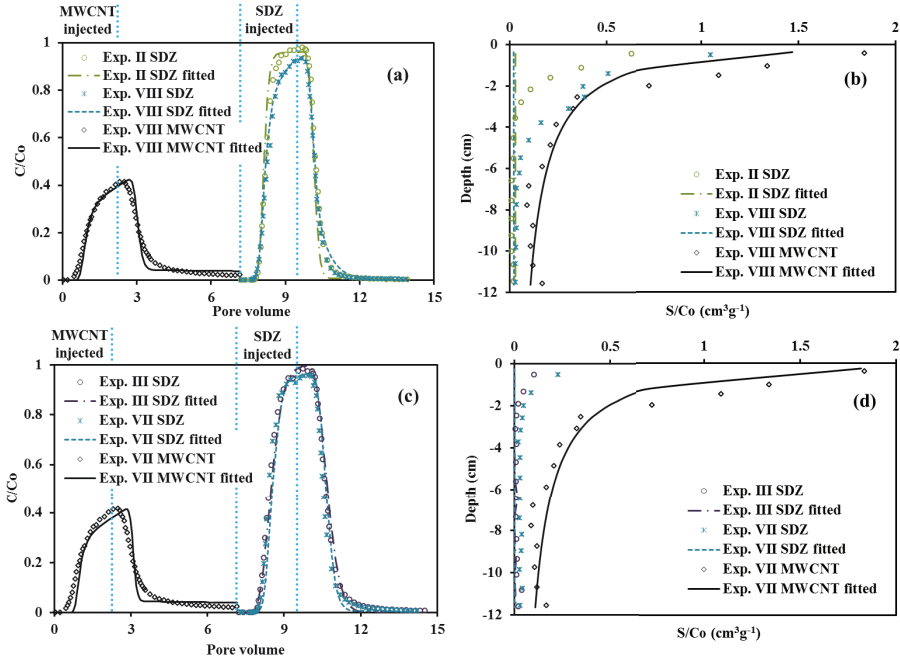 MWCNT injected
SDZ injected
C/Co
1
0.8
0.6
0.4
0.2
0
Exp. II SDZ
Exp. II SDZ fitted
Exp. VIII SDZ
Exp. VIII SDZ fitted
Exp. VIII MWCNT
Exp. VIII MWCNT fitted
(a)
0 3 6 9 12 15
Pore volume
0 0.5 1 1.5 2
Depth (cm)
0
-2
-4
-6
-8
-10
-12
(b)
Exp. II SDZ
Exp. II SDZ fitted
Exp. VIII SDZ
Exp. VIII SDZ fitted
Exp. VIII MWCNT
Exp. VIII MWCNT fitted
S/Co (cm³g⁻¹)
MWCNT injected
SDZ injected
C/Co
1
0.8
0.6
0.4
0.2
0
Exp. III SDZ
Exp. III SDZ fitted
Exp. VII SDZ
Exp. VII SDZ fitted
Exp. VII MWCNT
Exp. VII MWCNT fitted
(c)
0 3 6 9 12 15
Pore volume
0 0.5 1 1.5 2
Depth (cm)
0
-2
-4
-6
-8
-10
-12
(d)
Exp. III SDZ
Exp. III SDZ fitted
Exp. VII SDZ
Exp. VII SDZ fitted
Exp. VII MWCNT
Exp. VII MWCNT fitted
S/Co (cm³g⁻¹)